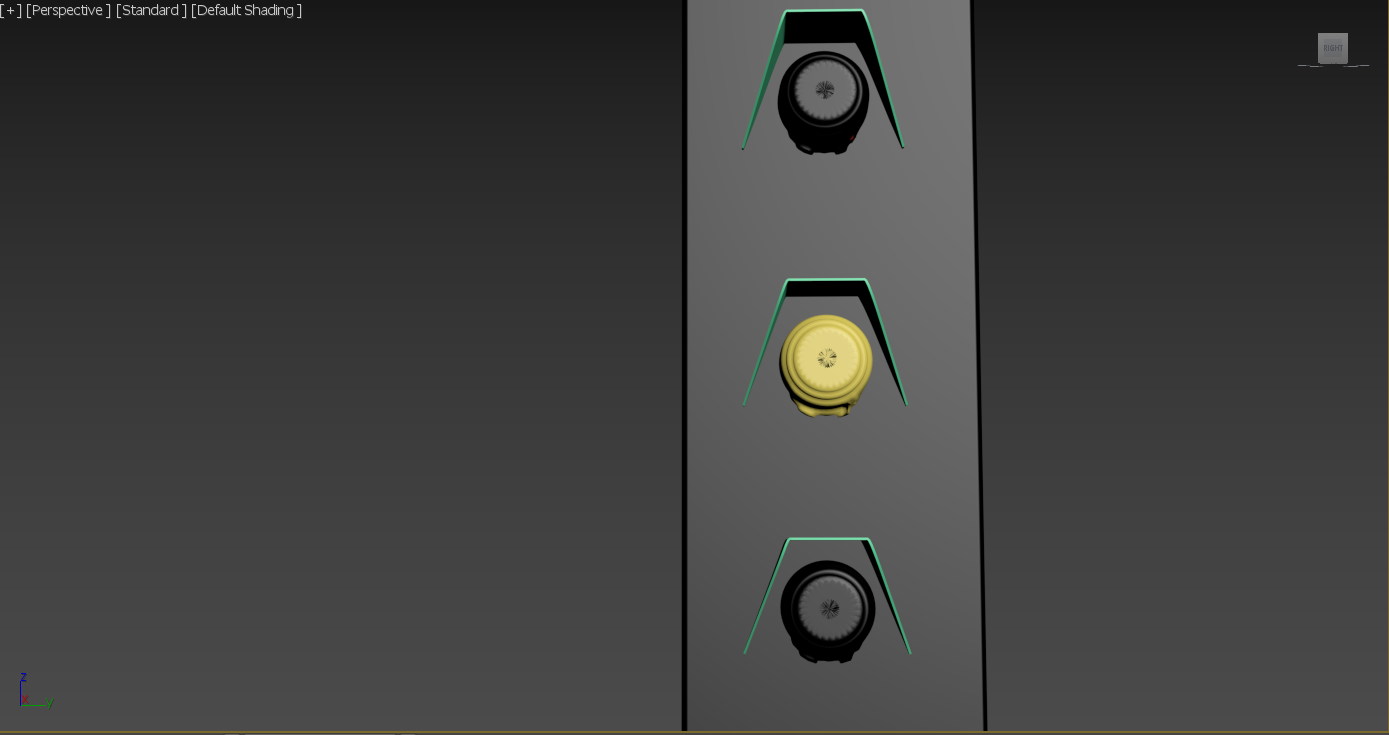 [ + ] [Perspective ] [Standard ] [Default Shading ]
RIGHT
z
x
y